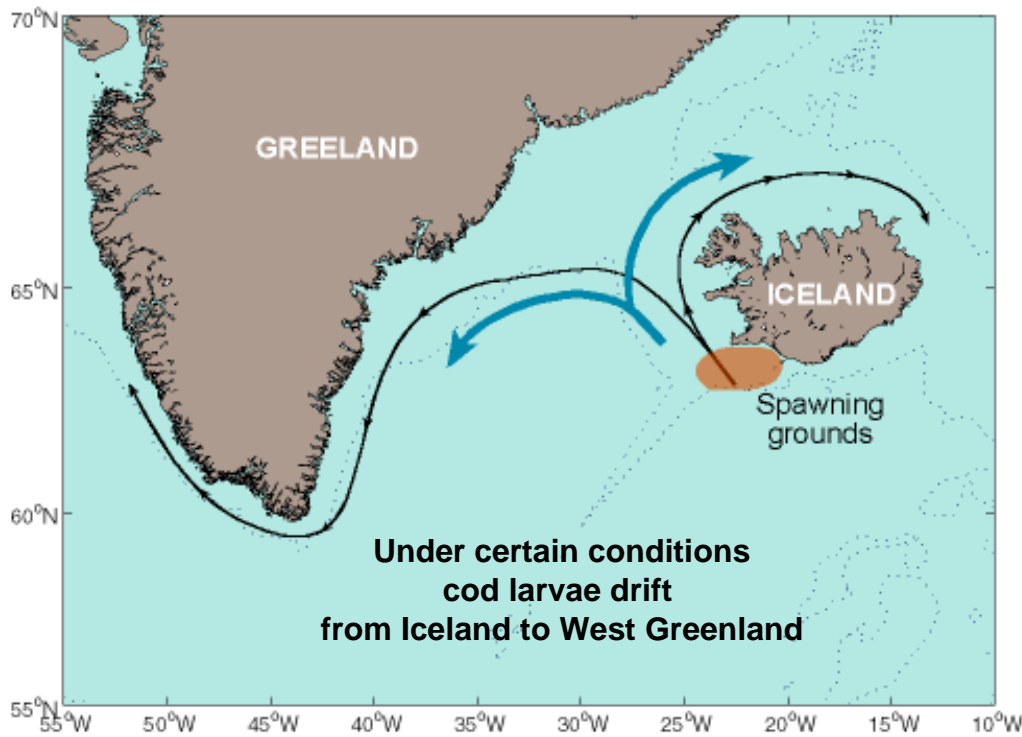 70°N
GREELAND
65°N
ICELAND
Spawning
grounds
60°N
Under certain conditions
cod larvae drift
from Iceland to West Greenland
55°N
55°W 50°W 45°W 40°W 35°W 30°W 25°W 20°W 15°W 10°W